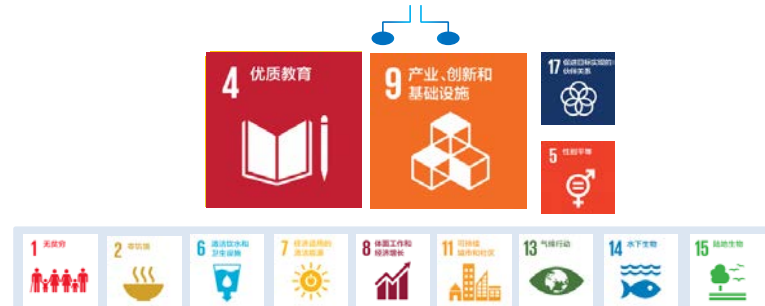 4 优质教育
9 产业、创新和
基础设施
17 促进目标实现的
伙伴关系
5 性别平等
1 无贫穷
2 零饥饿
6 清洁饮水和
卫生设施
7 经济适用的
清洁能源
8 体面工作和
经济增长
11 可持续
城市和社区
13 气候行动
14 水下生物
15 陆地生物